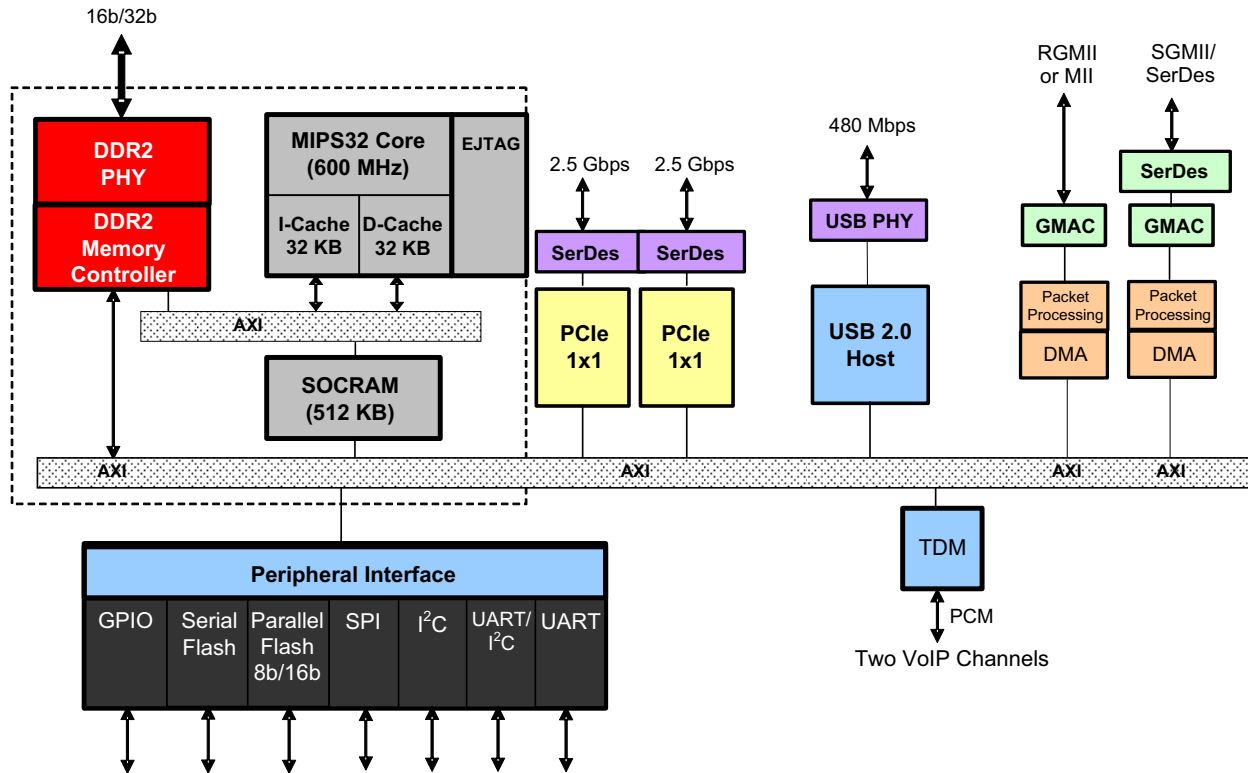 16b/32b
RGMII
or MII
SGMII/
SerDes
480 Mbps
2.5 Gbps
2.5 Gbps
DDR2
PHY
DDR2
Memory
Controller
MIPS32 Core
(600 MHz)
EJTAG
I-Cache
32 KB
D-Cache
32 KB
AXI
SOCRAM
(512 KB)
SerDes
PCIe
1x1
SerDes
PCIe
1x1
USB PHY
USB 2.0
Host
GMAC
Packet
Processing
DMA
SerDes
GMAC
Packet
Processing
DMA
AXI
AXI
AXI
AXI
TDM
PCM
Two VoIP Channels
Peripheral Interface
GPIO
Serial
Flash
Parallel
Flash
8b/16b
SPI
I²C
UART/
I²C
UART